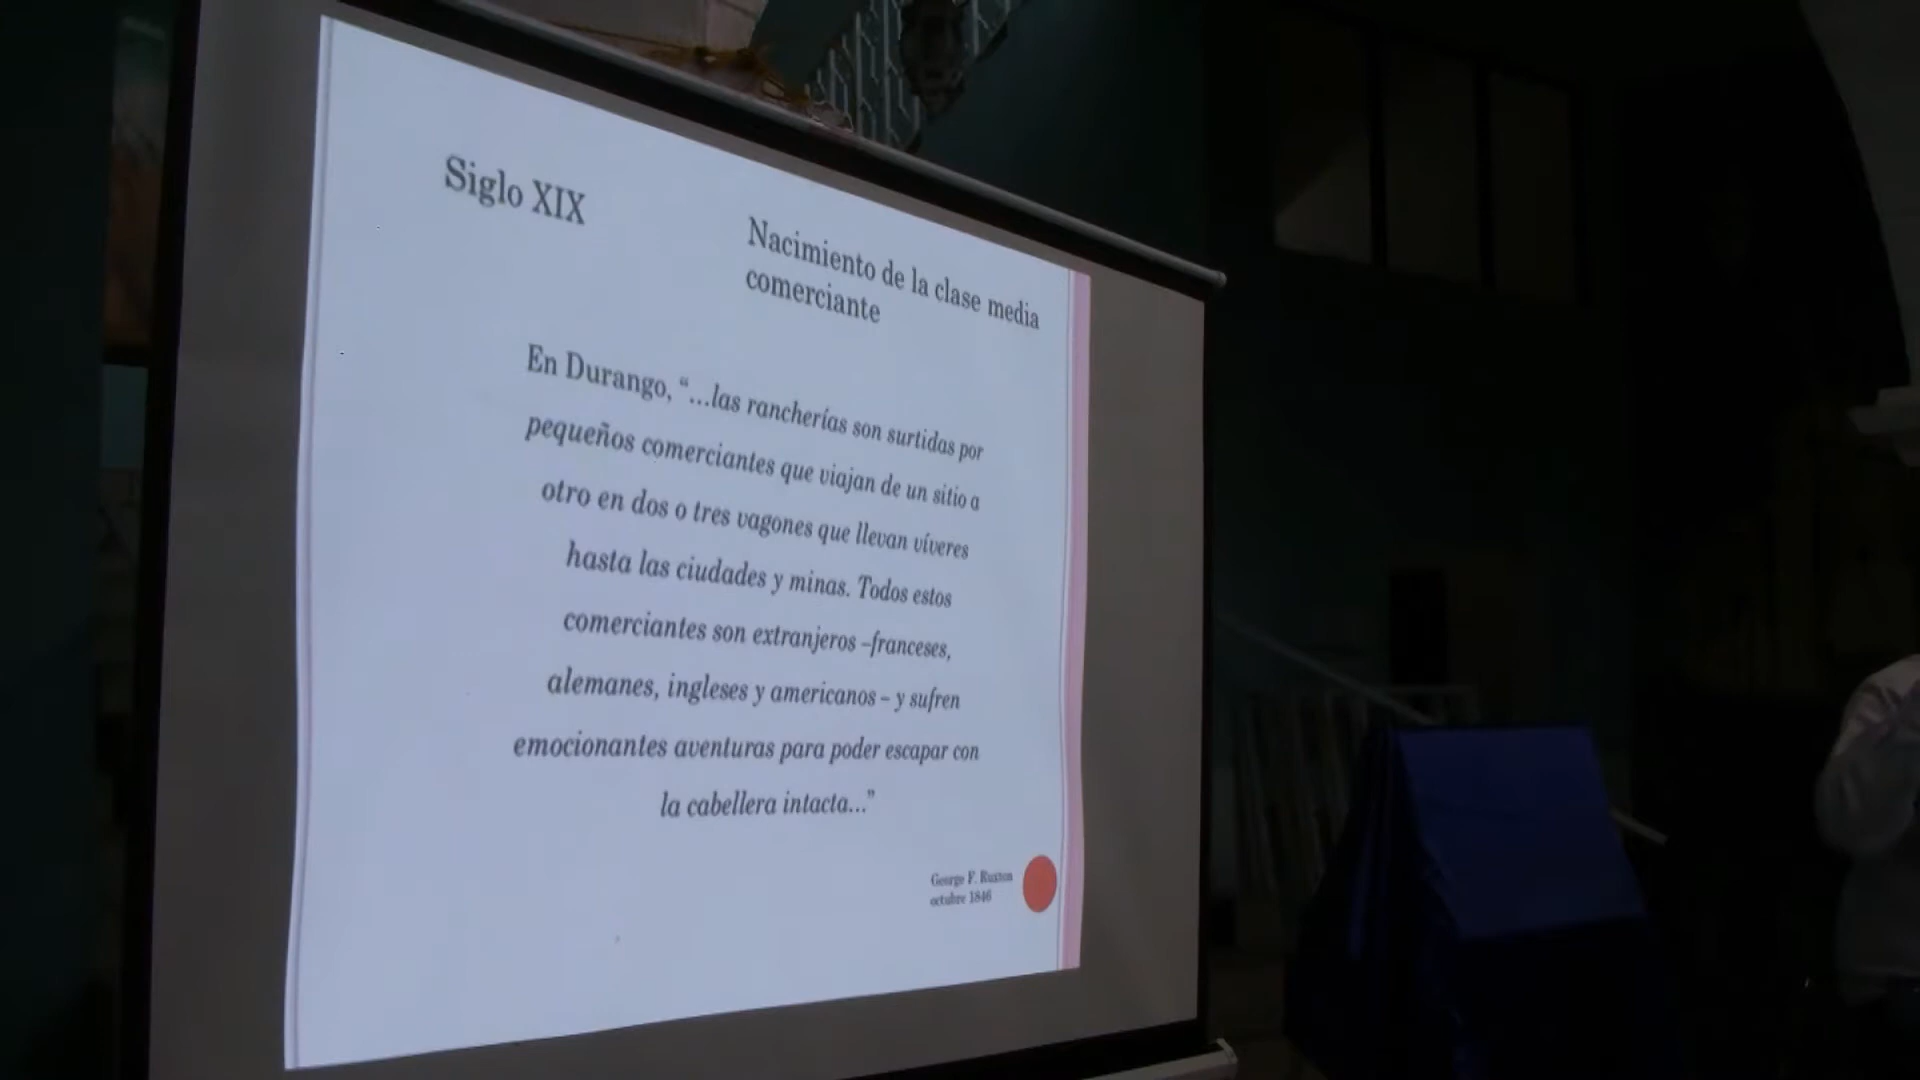 Siglo XIX
Nacimiento de la clase media
comerciante
En Durango, “...las rancherías son surtidas por
pequeños comerciantes que viajan de un sitio a
otro en dos o tres vagones que llevan víveres
hasta las ciudades y minas. Todos estos
comerciantes son extranjeros –franceses,
alemanes, ingleses y americanos – y sufren
emocionantes aventuras para poder escapar con
la cabellera intacta...”
George F. Ruxton
octubre 1846